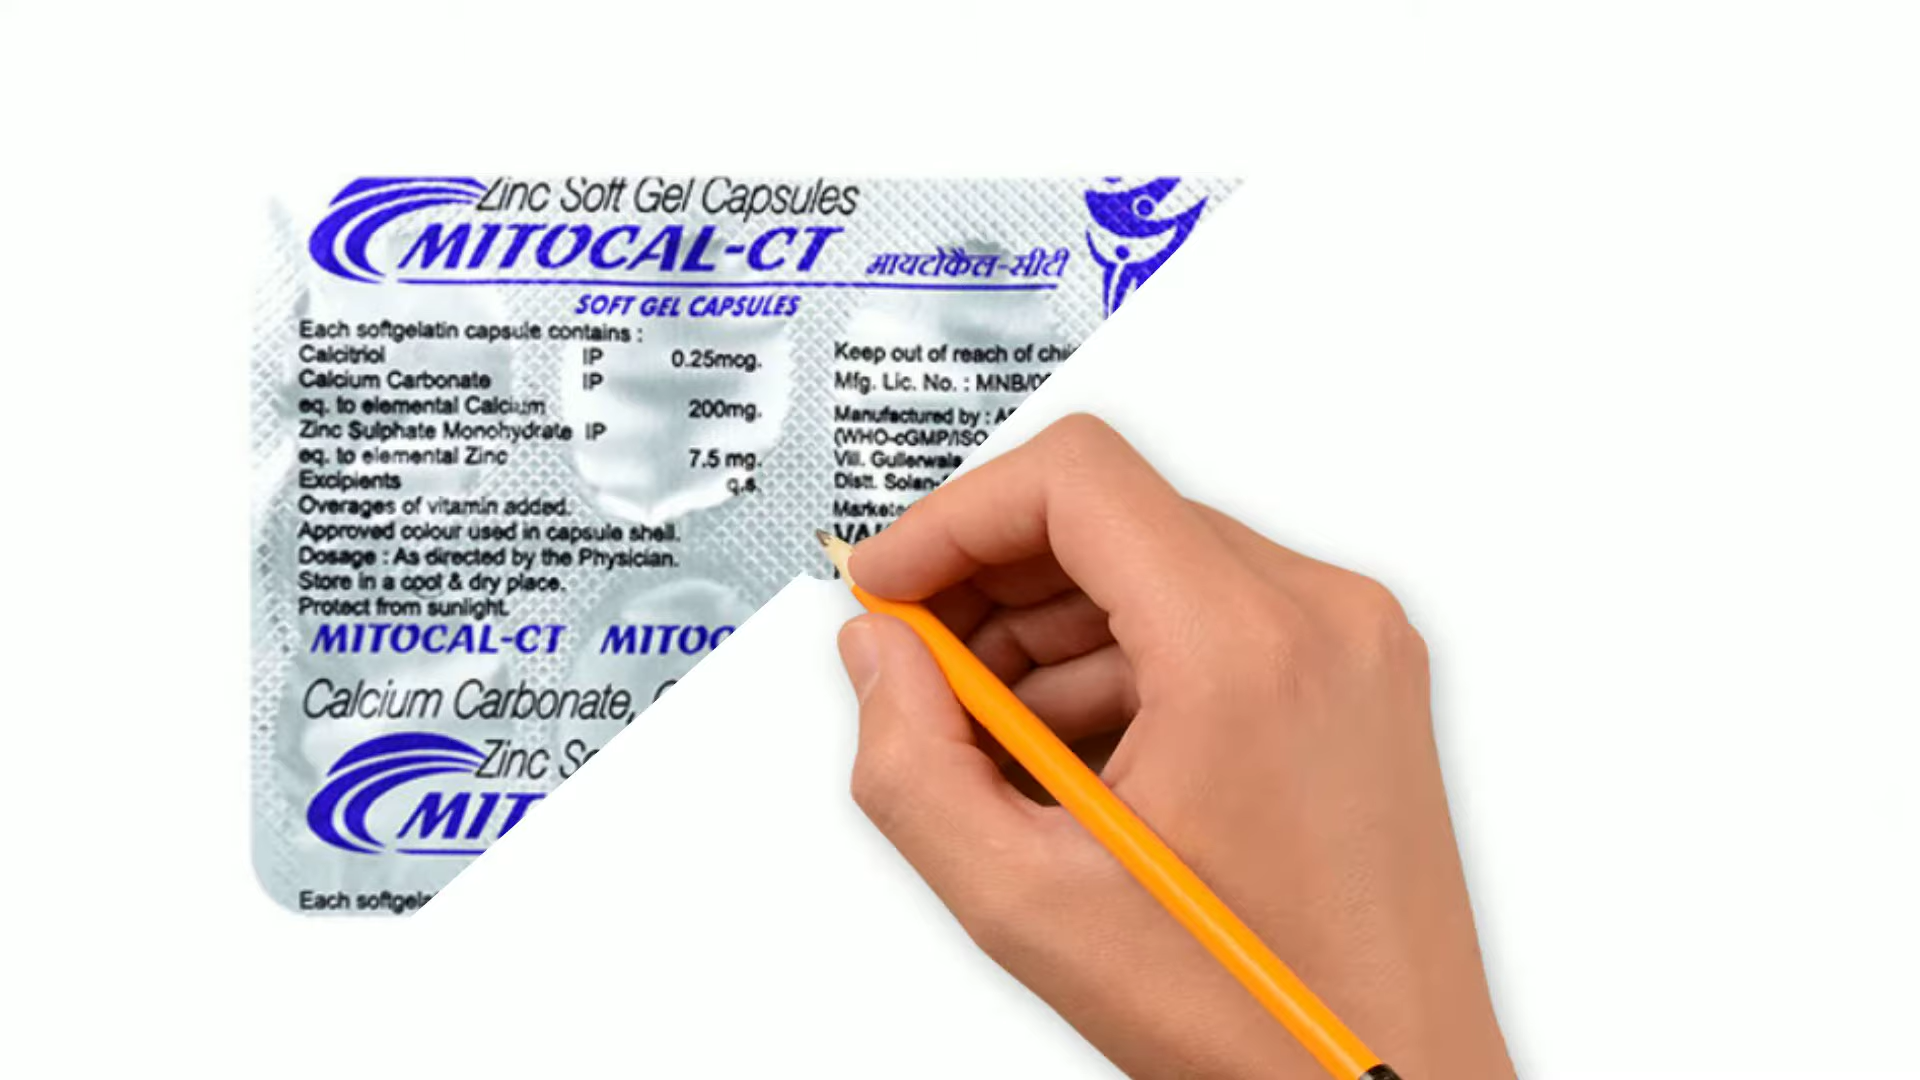 Zinc Soft Gel Capsules
MITOCAL-CT मायटोकैल-सीटी
SOFT GEL CAPSULES
Each softgelatin capsule contains :
Calcitriol IP 0.25mcg.
Calcium Carbonate IP
eq. to elemental Calcium 200mg.
Zinc Sulphate Monohydrate IP
eq. to elemental Zinc 7.5 mg.
Excipients q.s.
Overages of vitamin added.
Approved colour used in capsule shell.
Dosage : As directed by the Physician.
Store in a cool & dry place.
Protect from sunlight.
Keep out of reach of
Mfg. Lic. No. :
Manufactured by :
(WHO-cGMP/ISO
Vill. Gullerwala
Distt. Solan-
MITOCAL-CT
Calcium Carbonate,
Zinc
Each